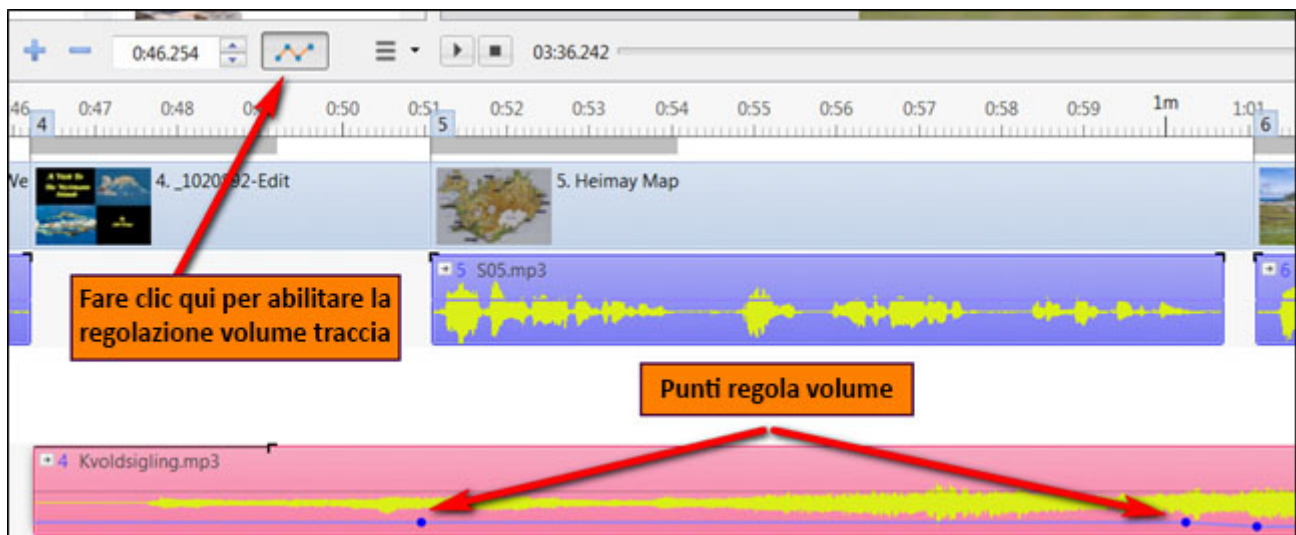 0:46.254
03:36.242
46 0:47 0:48 0:50 0:51 0:52 0:53 0:54 0:55 0:56 0:57 0:58 0:59 1m 1:01
4 5 6
We 4. _1020892-Edit 5. Heimay Map
5 S05.mp3 6
Fare clic qui per abilitare la
regolazione volume traccia
Punti regola volume
4 Kvoldsigling.mp3